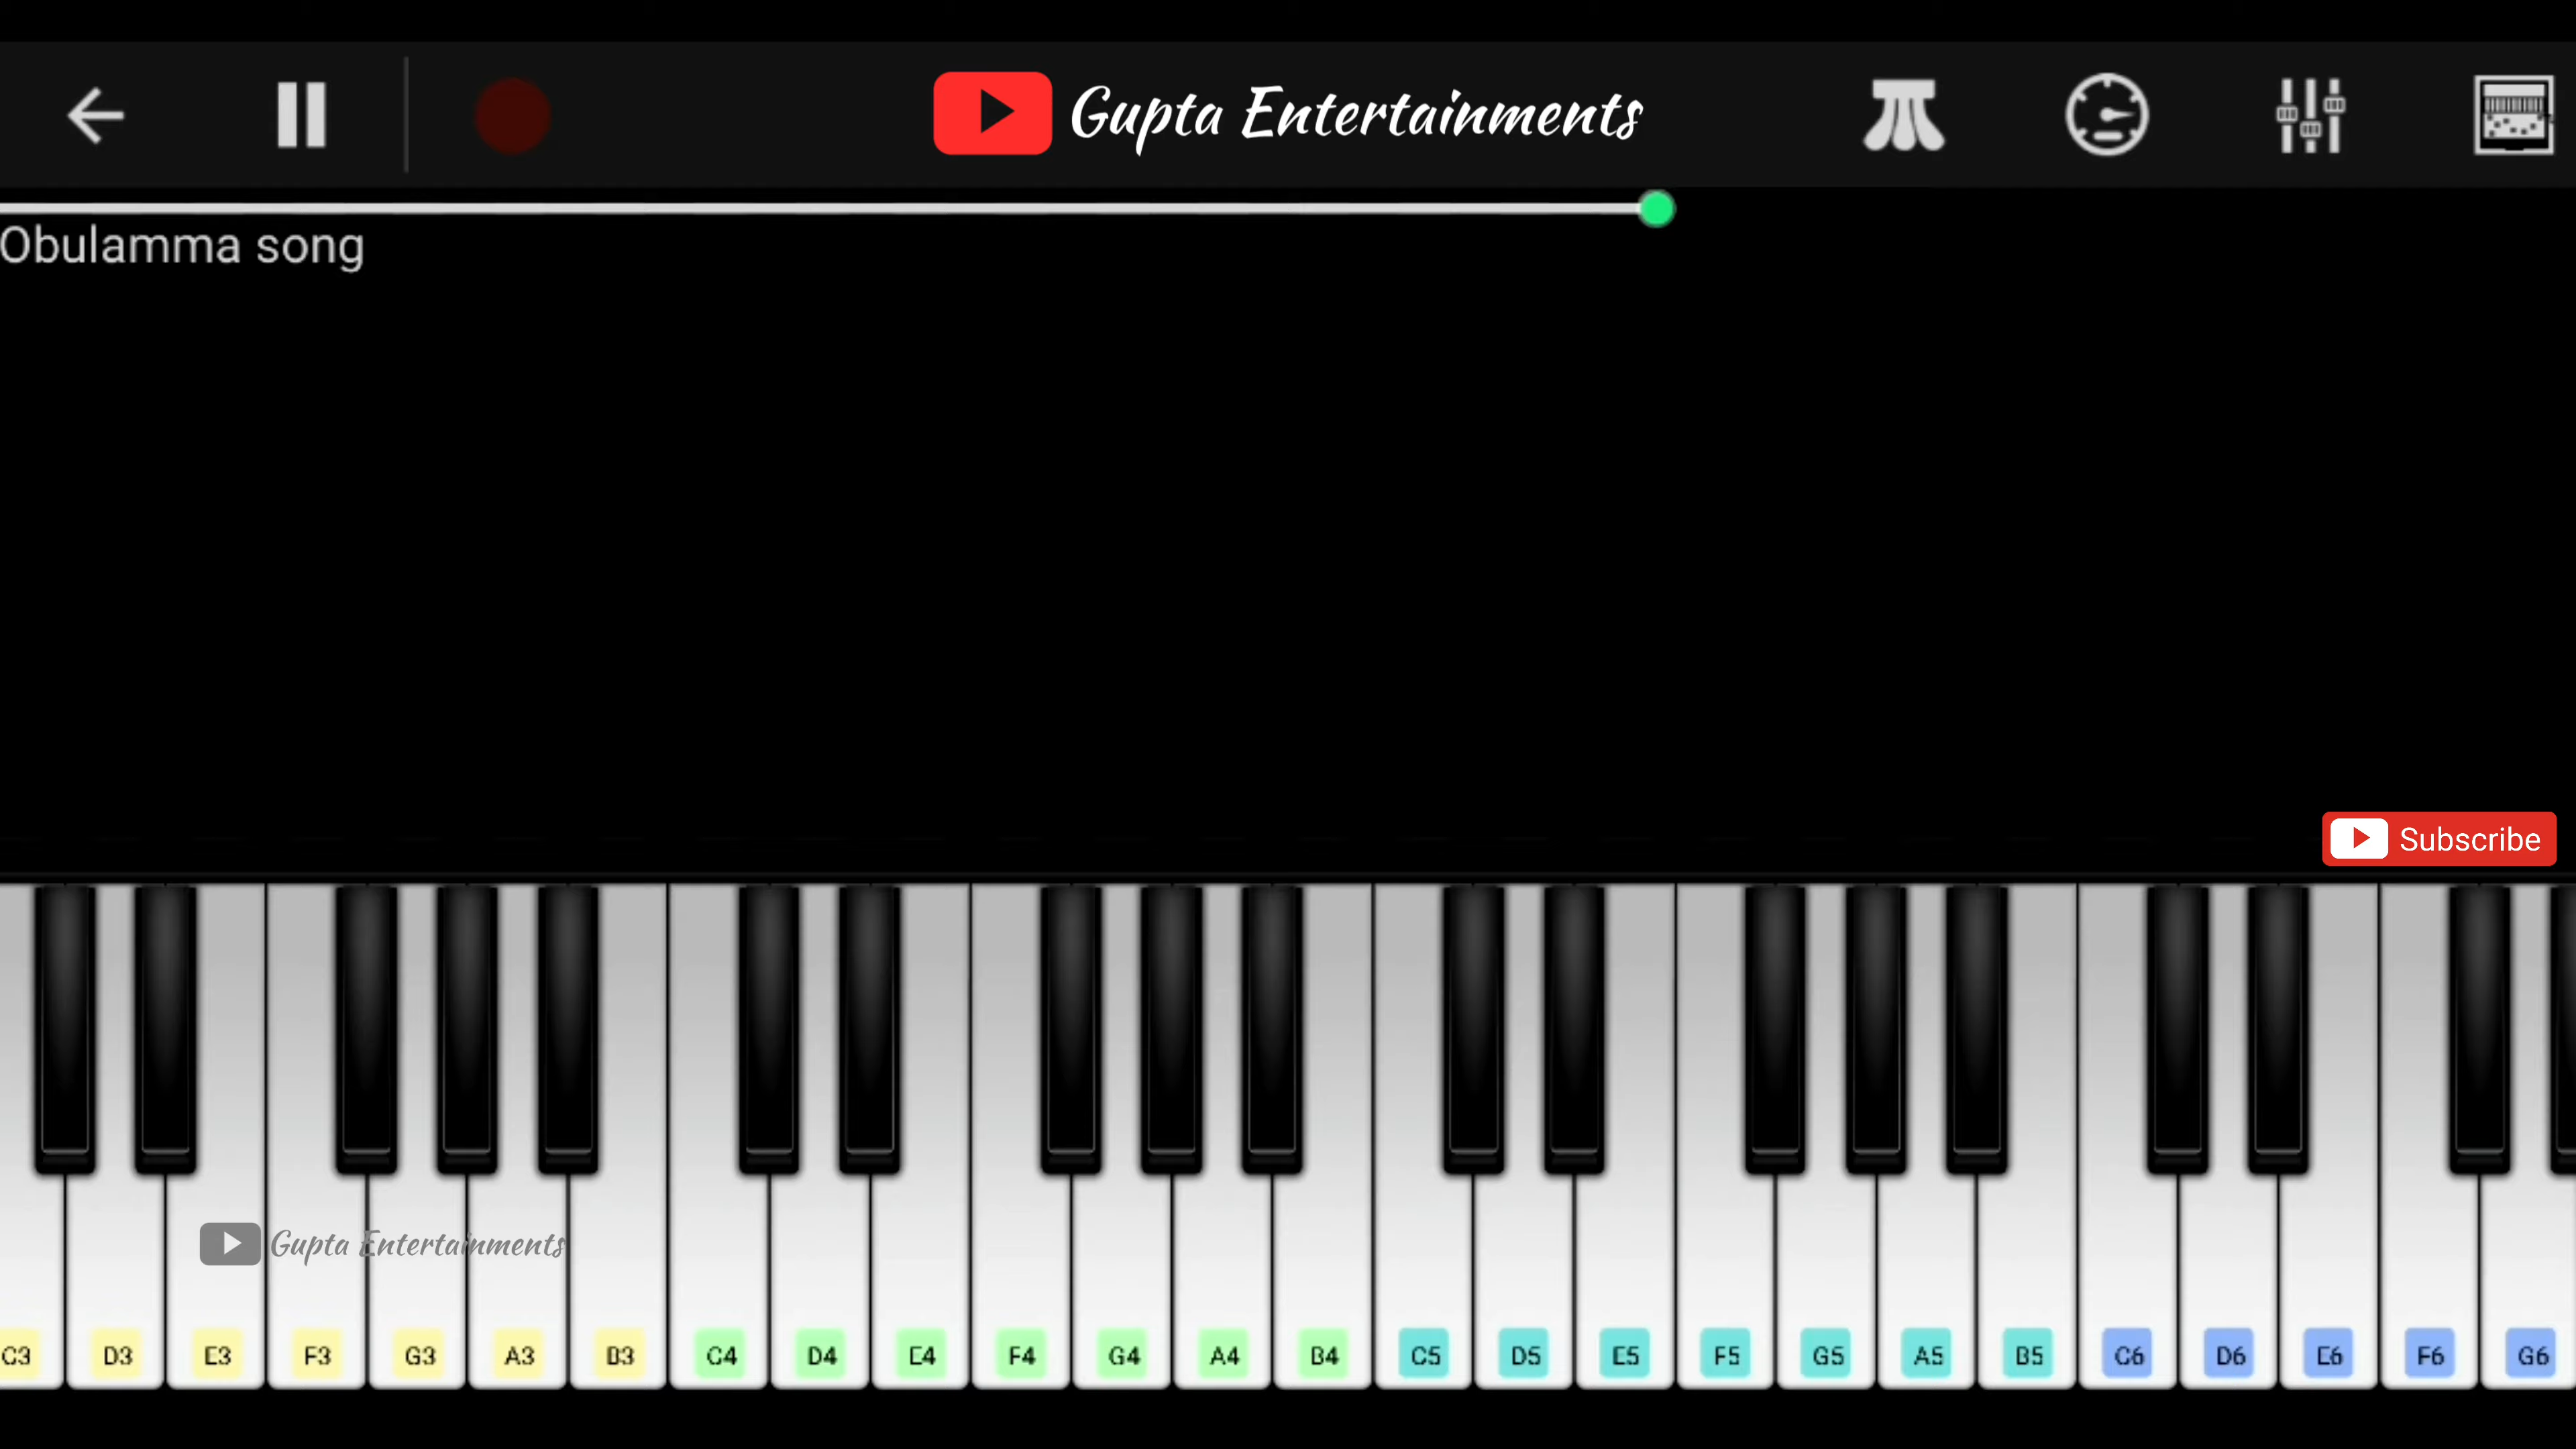 Gupta Entertainments
Obulamma song
Subscribe
Gupta Entertainments
C3 D3 E3 F3 G3 A3 B3 C4 D4 E4 F4 G4 A4 B4 C5 D5 E5 F5 G5 A5 B5 C6 D6 E6 F6 G6